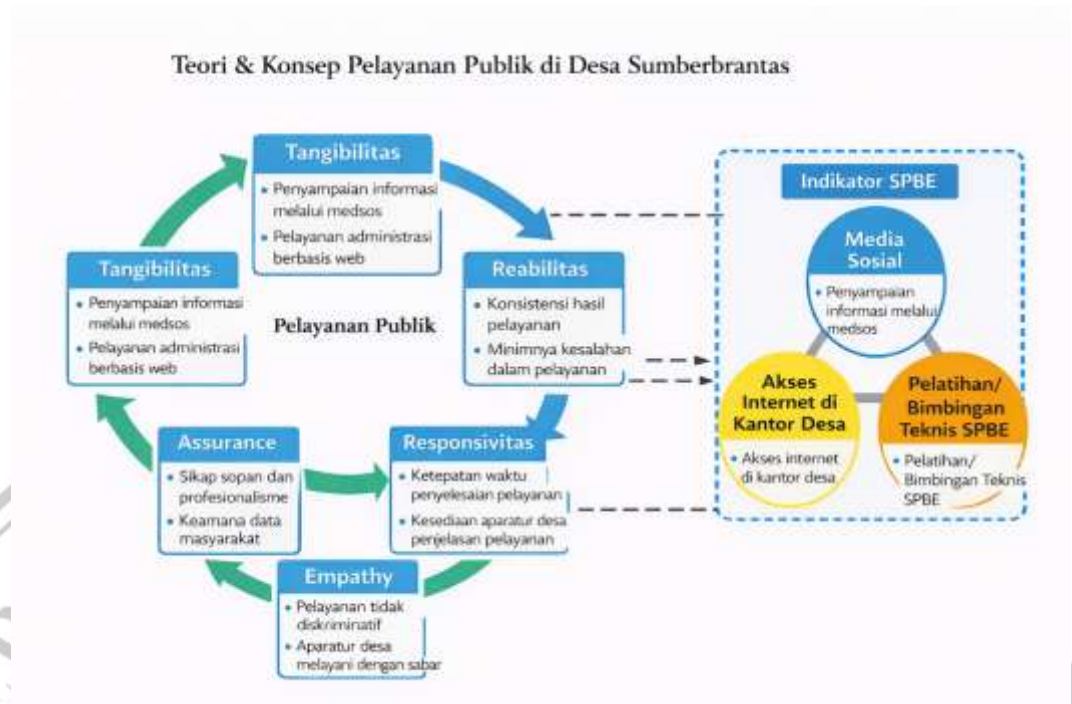 Teori & Konsep Pelayanan Publik di Desa Sumberbrantas
Tangibilitas
• Penyampaian informasi
melalui medsos
• Pelayanan administrasi
berbasis web
Tangibilitas
• Penyampaian informasi
melalui medsos
• Pelayanan administrasi
berbasis web
Pelayanan Publik
Reabilitas
• Konsistensi hasil
pelayanan
• Minimnya kesalahan
dalam pelayanan
Assurance
• Sikap sopan dan
profesionalisme
• Keamana data
masyarakat
Responsivitas
• Ketepatan waktu
penyelesaian pelayanan
• Kesediaan aparatur desa
penjelasan pelayanan
Empathy
• Pelayanan tidak
diskriminatif
• Aparatur desa
melayani dengan sabar
Indikator SPBE
Media
Sosial
• Penyampaian
informasi melalui
medsos
Akses
Internet di
Kantor Desa
• Akses internet
di kantor desa
Pelatihan/
Bimbingan
Teknis SPBE
• Pelatihan/
Bimbingan Teknis
SPBE